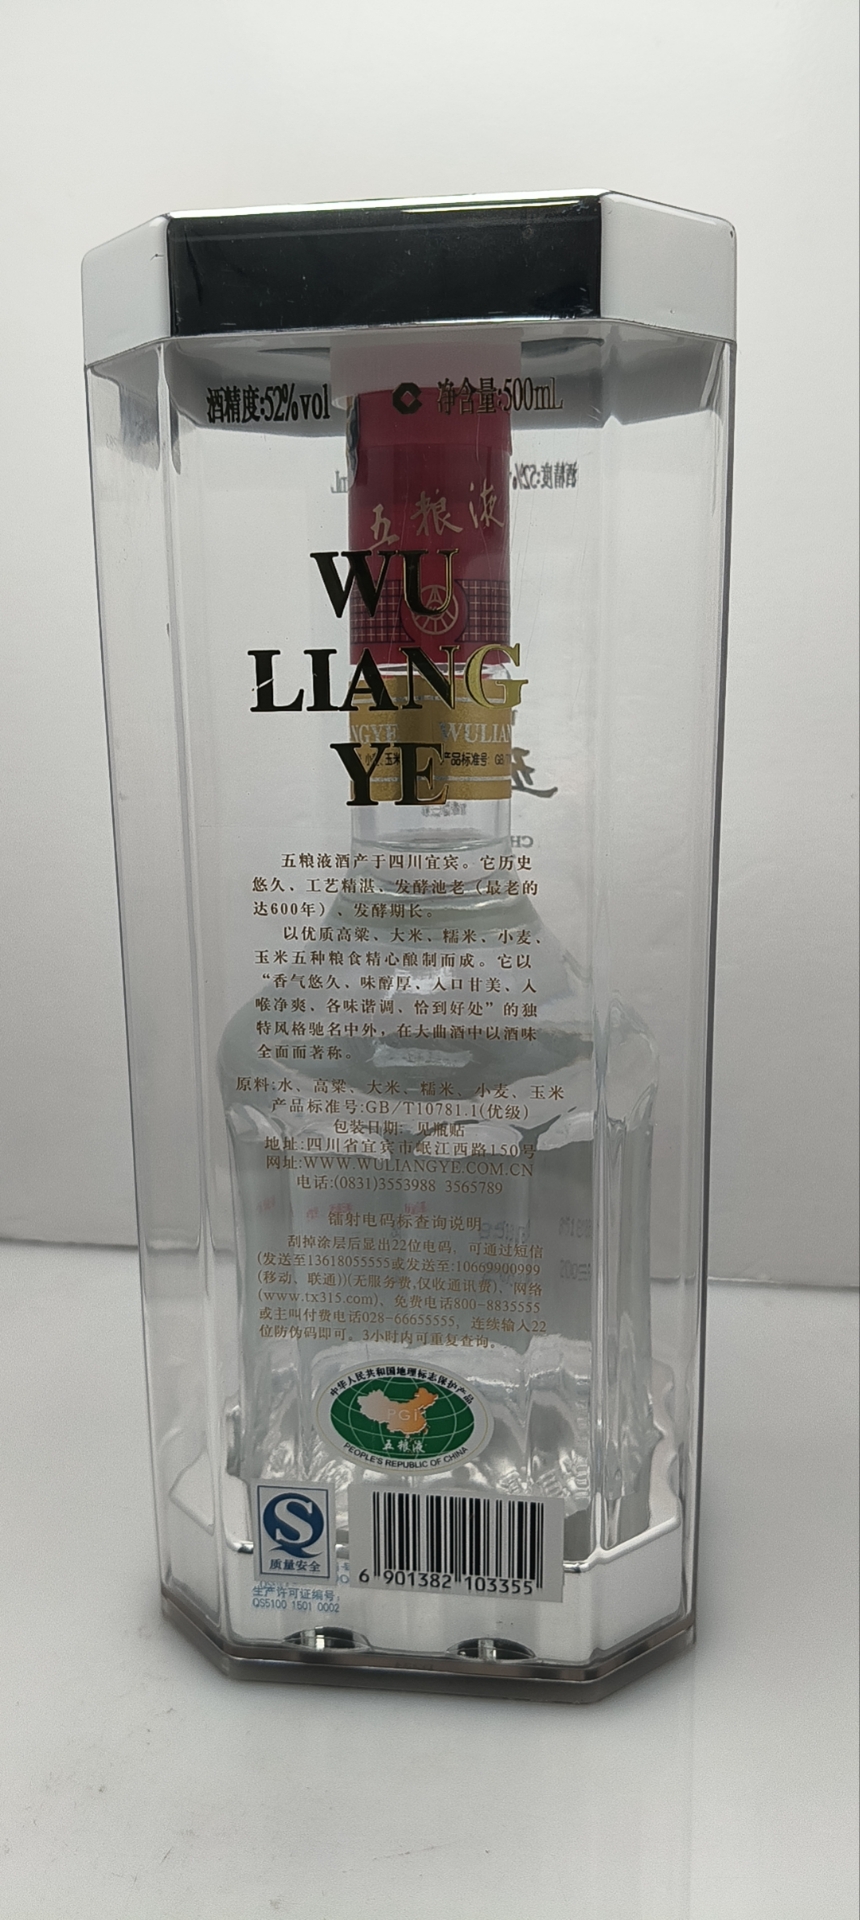 酒精度:52%vol 净含量:500mL
五粮液
WU
LIANG
YE
WULIAN
产品标准号
五粮液酒产于四川宜宾。它历史
悠久、工艺精湛、发酵池老（最老的
达600年）、发酵期长。
以优质高粱、大米、糯米、小麦、
玉米五种粮食精心酿制而成。它以
“香气悠久、味醇厚、入口甘美、入
喉净爽、各味谐调、恰到好处”的独
特风格驰名中外，在大曲酒中以酒味
全面而著称。
原料:水、高粱、大米、糯米、小麦、玉米
产品标准号:GB/T10781.1(优级)
包装日期: 见瓶贴
地址:四川省宜宾市岷江西路150号
网址:WWW.WULIANGYE.COM.CN
电话:(0831)3553988 3565789
镭射电码标查询说明
刮掉涂层后显出22位电码，可通过短信
(发送至13618055555或发送至:10669900999
(移动、联通))(无服务费,仅收通讯费)、网络
(www.tx315.com)、免费电话800-8835555
或主叫付费电话028-66655555，连续输入22
位防伪码即可，3小时内可重复查询。
中华人民共和国地理标志保护产品
PGI
五粮液
PEOPLE'S REPUBLIC OF CHINA
质量安全
生产许可证编号:
QS5100 1501 0002
6 901382 103355